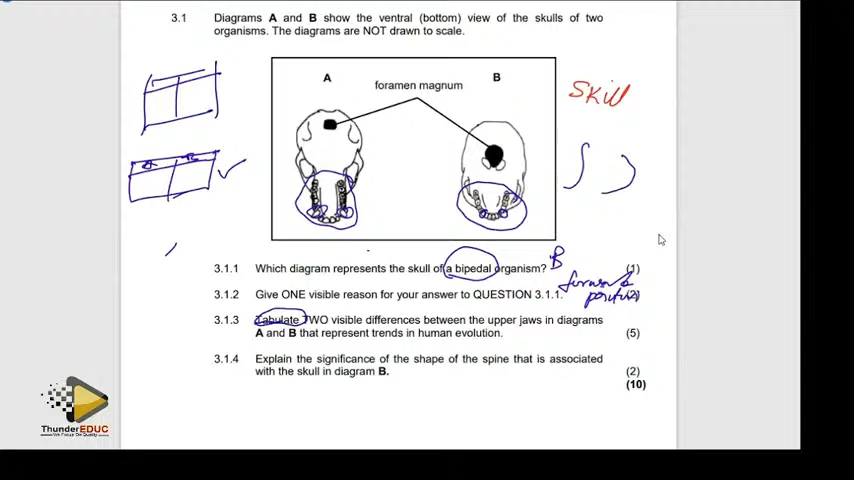 3.1 Diagrams A and B show the ventral (bottom) view of the skulls of two
organisms. The diagrams are NOT drawn to scale.
A
B
foramen magnum
Skill
3.1.1 Which diagram represents the skull of a bipedal organism? B (1)
3.1.2 Give ONE visible reason for your answer to QUESTION 3.1.1. (2)
3.1.3 Tabulate TWO visible differences between the upper jaws in diagrams
A and B that represent trends in human evolution. (5)
3.1.4 Explain the significance of the shape of the spine that is associated
with the skull in diagram B. (2)
(10)
A B
ThunderEDUC
We Focus On Quality